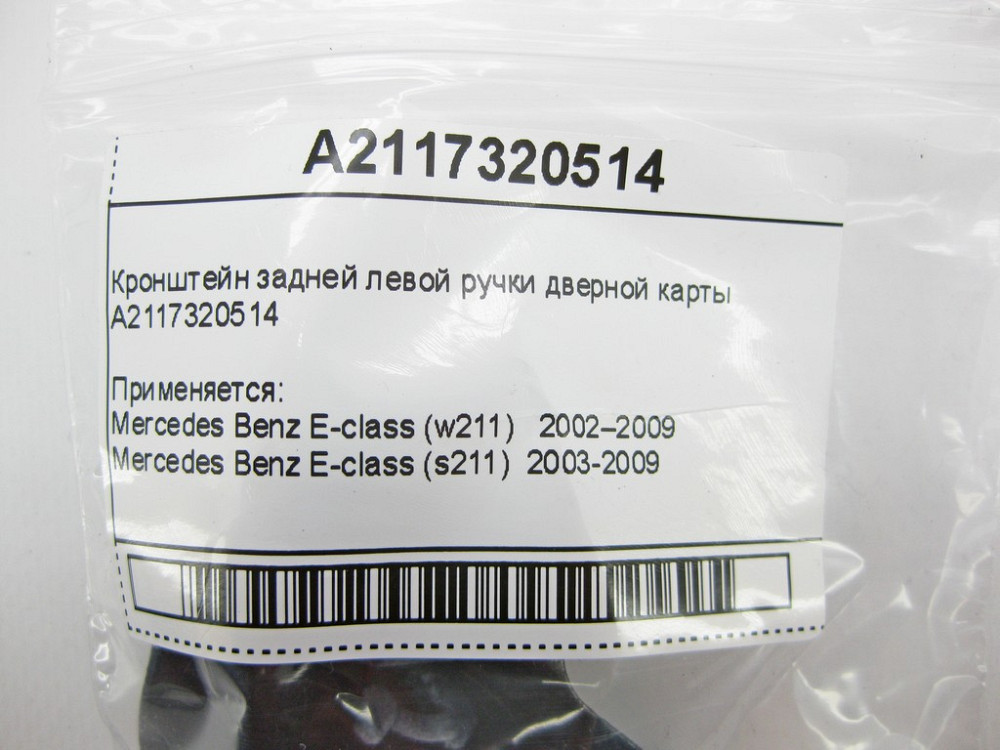 A2117320514
Кронштейн задней левой ручки дверной карты
A2117320514
Применяется:
Mercedes Benz E-class (w211) 2002–2009
Mercedes Benz E-class (s211) 2003-2009